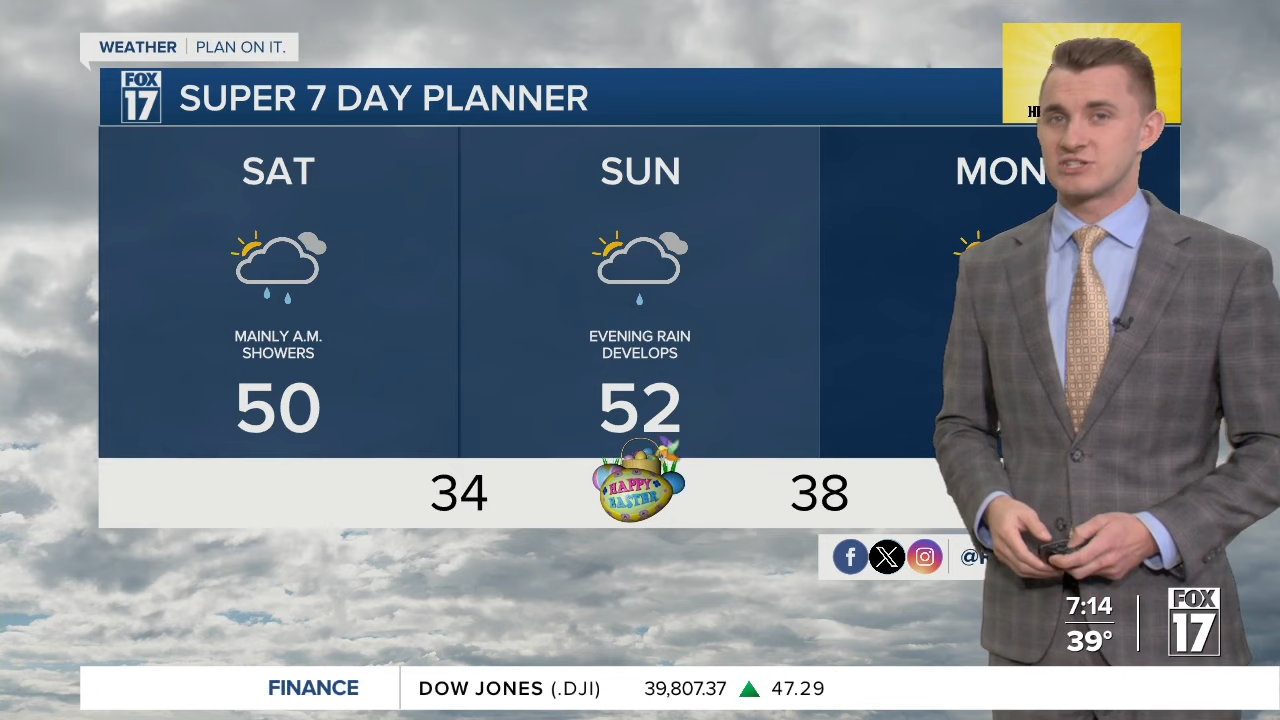 WEATHER | PLAN ON IT.
FOX
17
SUPER 7 DAY PLANNER
SAT
SUN
MON
MAINLY A.M.
SHOWERS
EVENING RAIN
DEVELOPS
50
52
34
HAPPY
EASTER
38
7:14
39°
FOX
17
FINANCE
DOW JONES (.DJI) 39,807.37 47.29